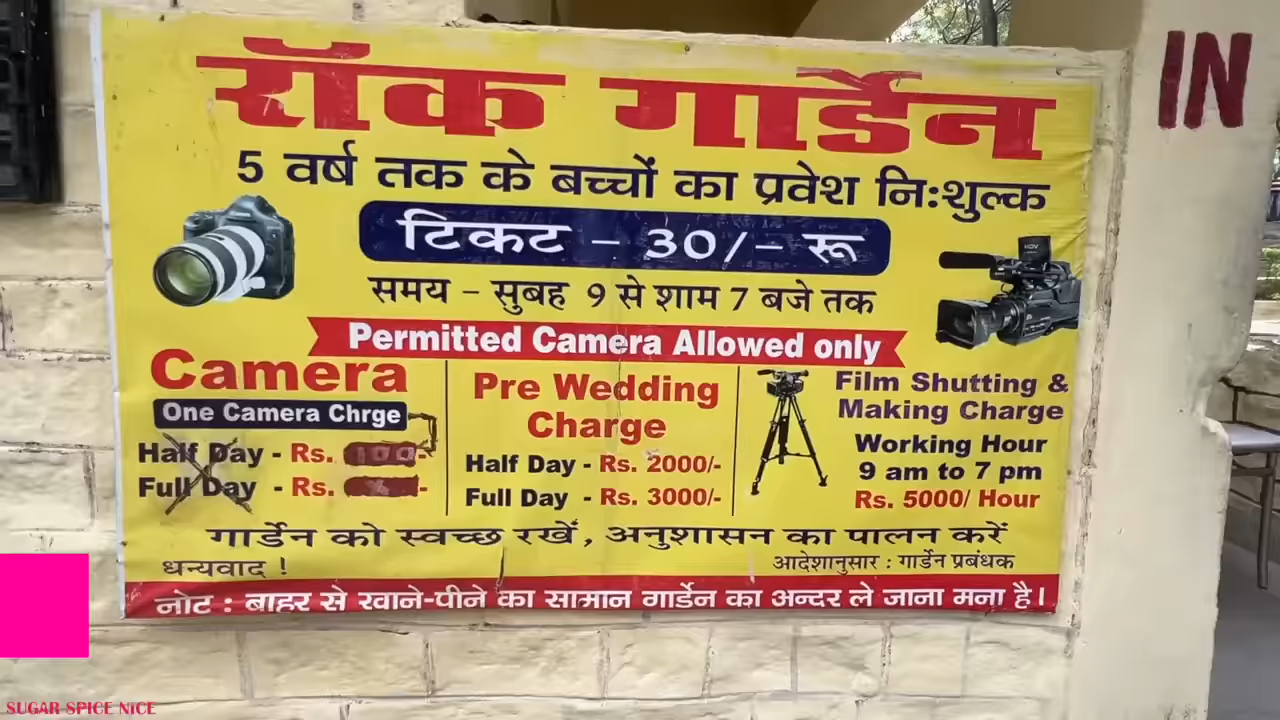 रॉक गार्डेन
IN
5 वर्ष तक के बच्चों का प्रवेश नि:शुल्क
टिकट - 30/- रू
समय - सुबह 9 से शाम 7 बजे तक
Permitted Camera Allowed only
Camera
One Camera Chrge
Half Day - Rs. 100-
Full Day - Rs. -
Pre Wedding
Charge
Half Day - Rs. 2000/-
Full Day - Rs. 3000/-
Film Shutting &
Making Charge
Working Hour
9 am to 7 pm
Rs. 5000/ Hour
गार्डेन को स्वच्छ रखें, अनुशासन का पालन करें
धन्यवाद !
आदेशानुसार : गार्डेन प्रबंधक
नोट : बाहर से खाने-पीने का सामान गार्डेन का अन्दर ले जाना मना है।
SUGAR SPICE NICE